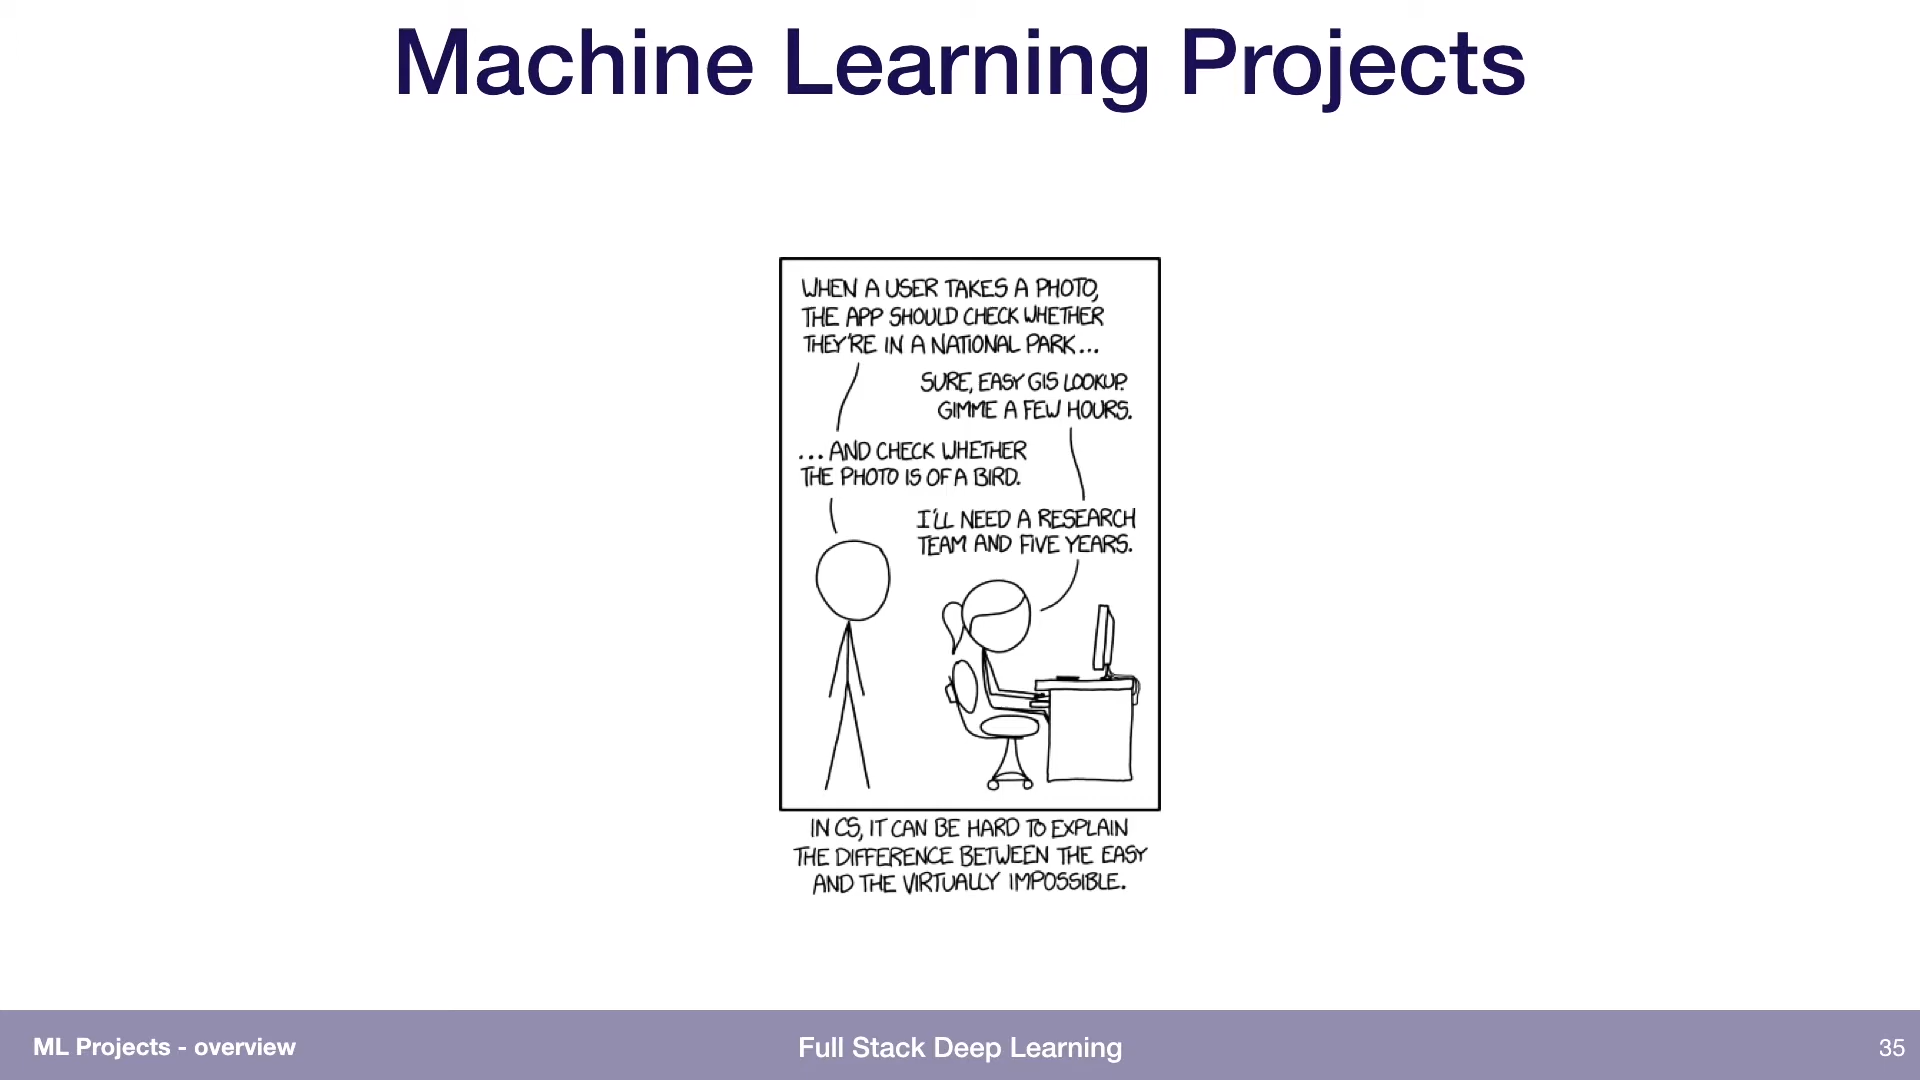 Machine Learning Projects
WHEN A USER TAKES A PHOTO,
THE APP SHOULD CHECK WHETHER
THEY'RE IN A NATIONAL PARK...
SURE, EASY GIS LOOKUP.
GIMME A FEW HOURS.
...AND CHECK WHETHER
THE PHOTO IS OF A BIRD.
I'LL NEED A RESEARCH
TEAM AND FIVE YEARS.
IN CS, IT CAN BE HARD TO EXPLAIN
THE DIFFERENCE BETWEEN THE EASY
AND THE VIRTUALLY IMPOSSIBLE.
ML Projects - overview
Full Stack Deep Learning
35